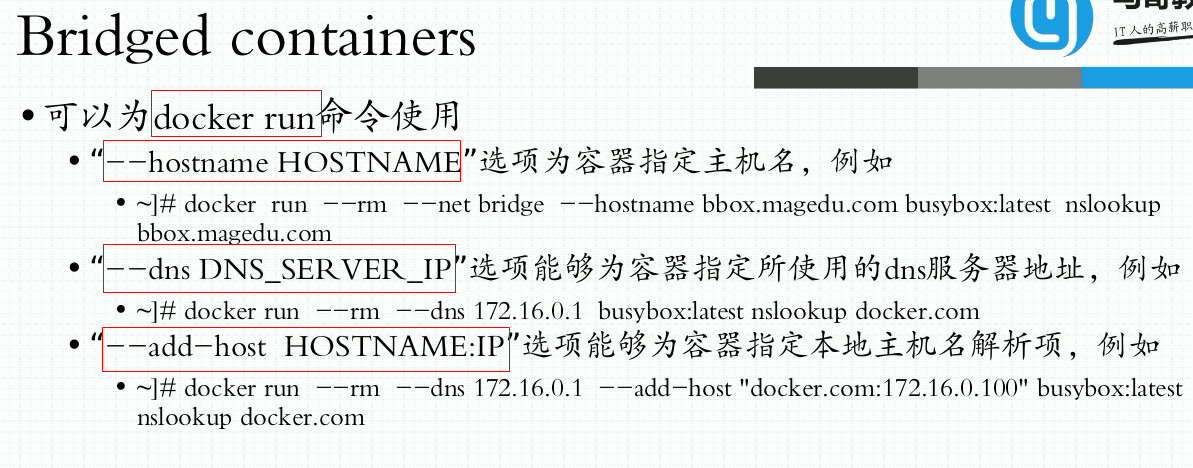 Bridged containers
IT人的高薪职
• 可以为docker run命令使用
• “--hostname HOSTNAME”选项为容器指定主机名，例如
• ~]# docker run --rm --net bridge --hostname bbox.magedu.com busybox:latest nslookup
bbox.magedu.com
• “--dns DNS_SERVER_IP”选项能够为容器指定所使用的dns服务器地址，例如
• ~]# docker run --rm --dns 172.16.0.1 busybox:latest nslookup docker.com
• “--add-host HOSTNAME:IP”选项能够为容器指定本地主机名解析项，例如
• ~]# docker run --rm --dns 172.16.0.1 --add-host "docker.com:172.16.0.100" busybox:latest
nslookup docker.com